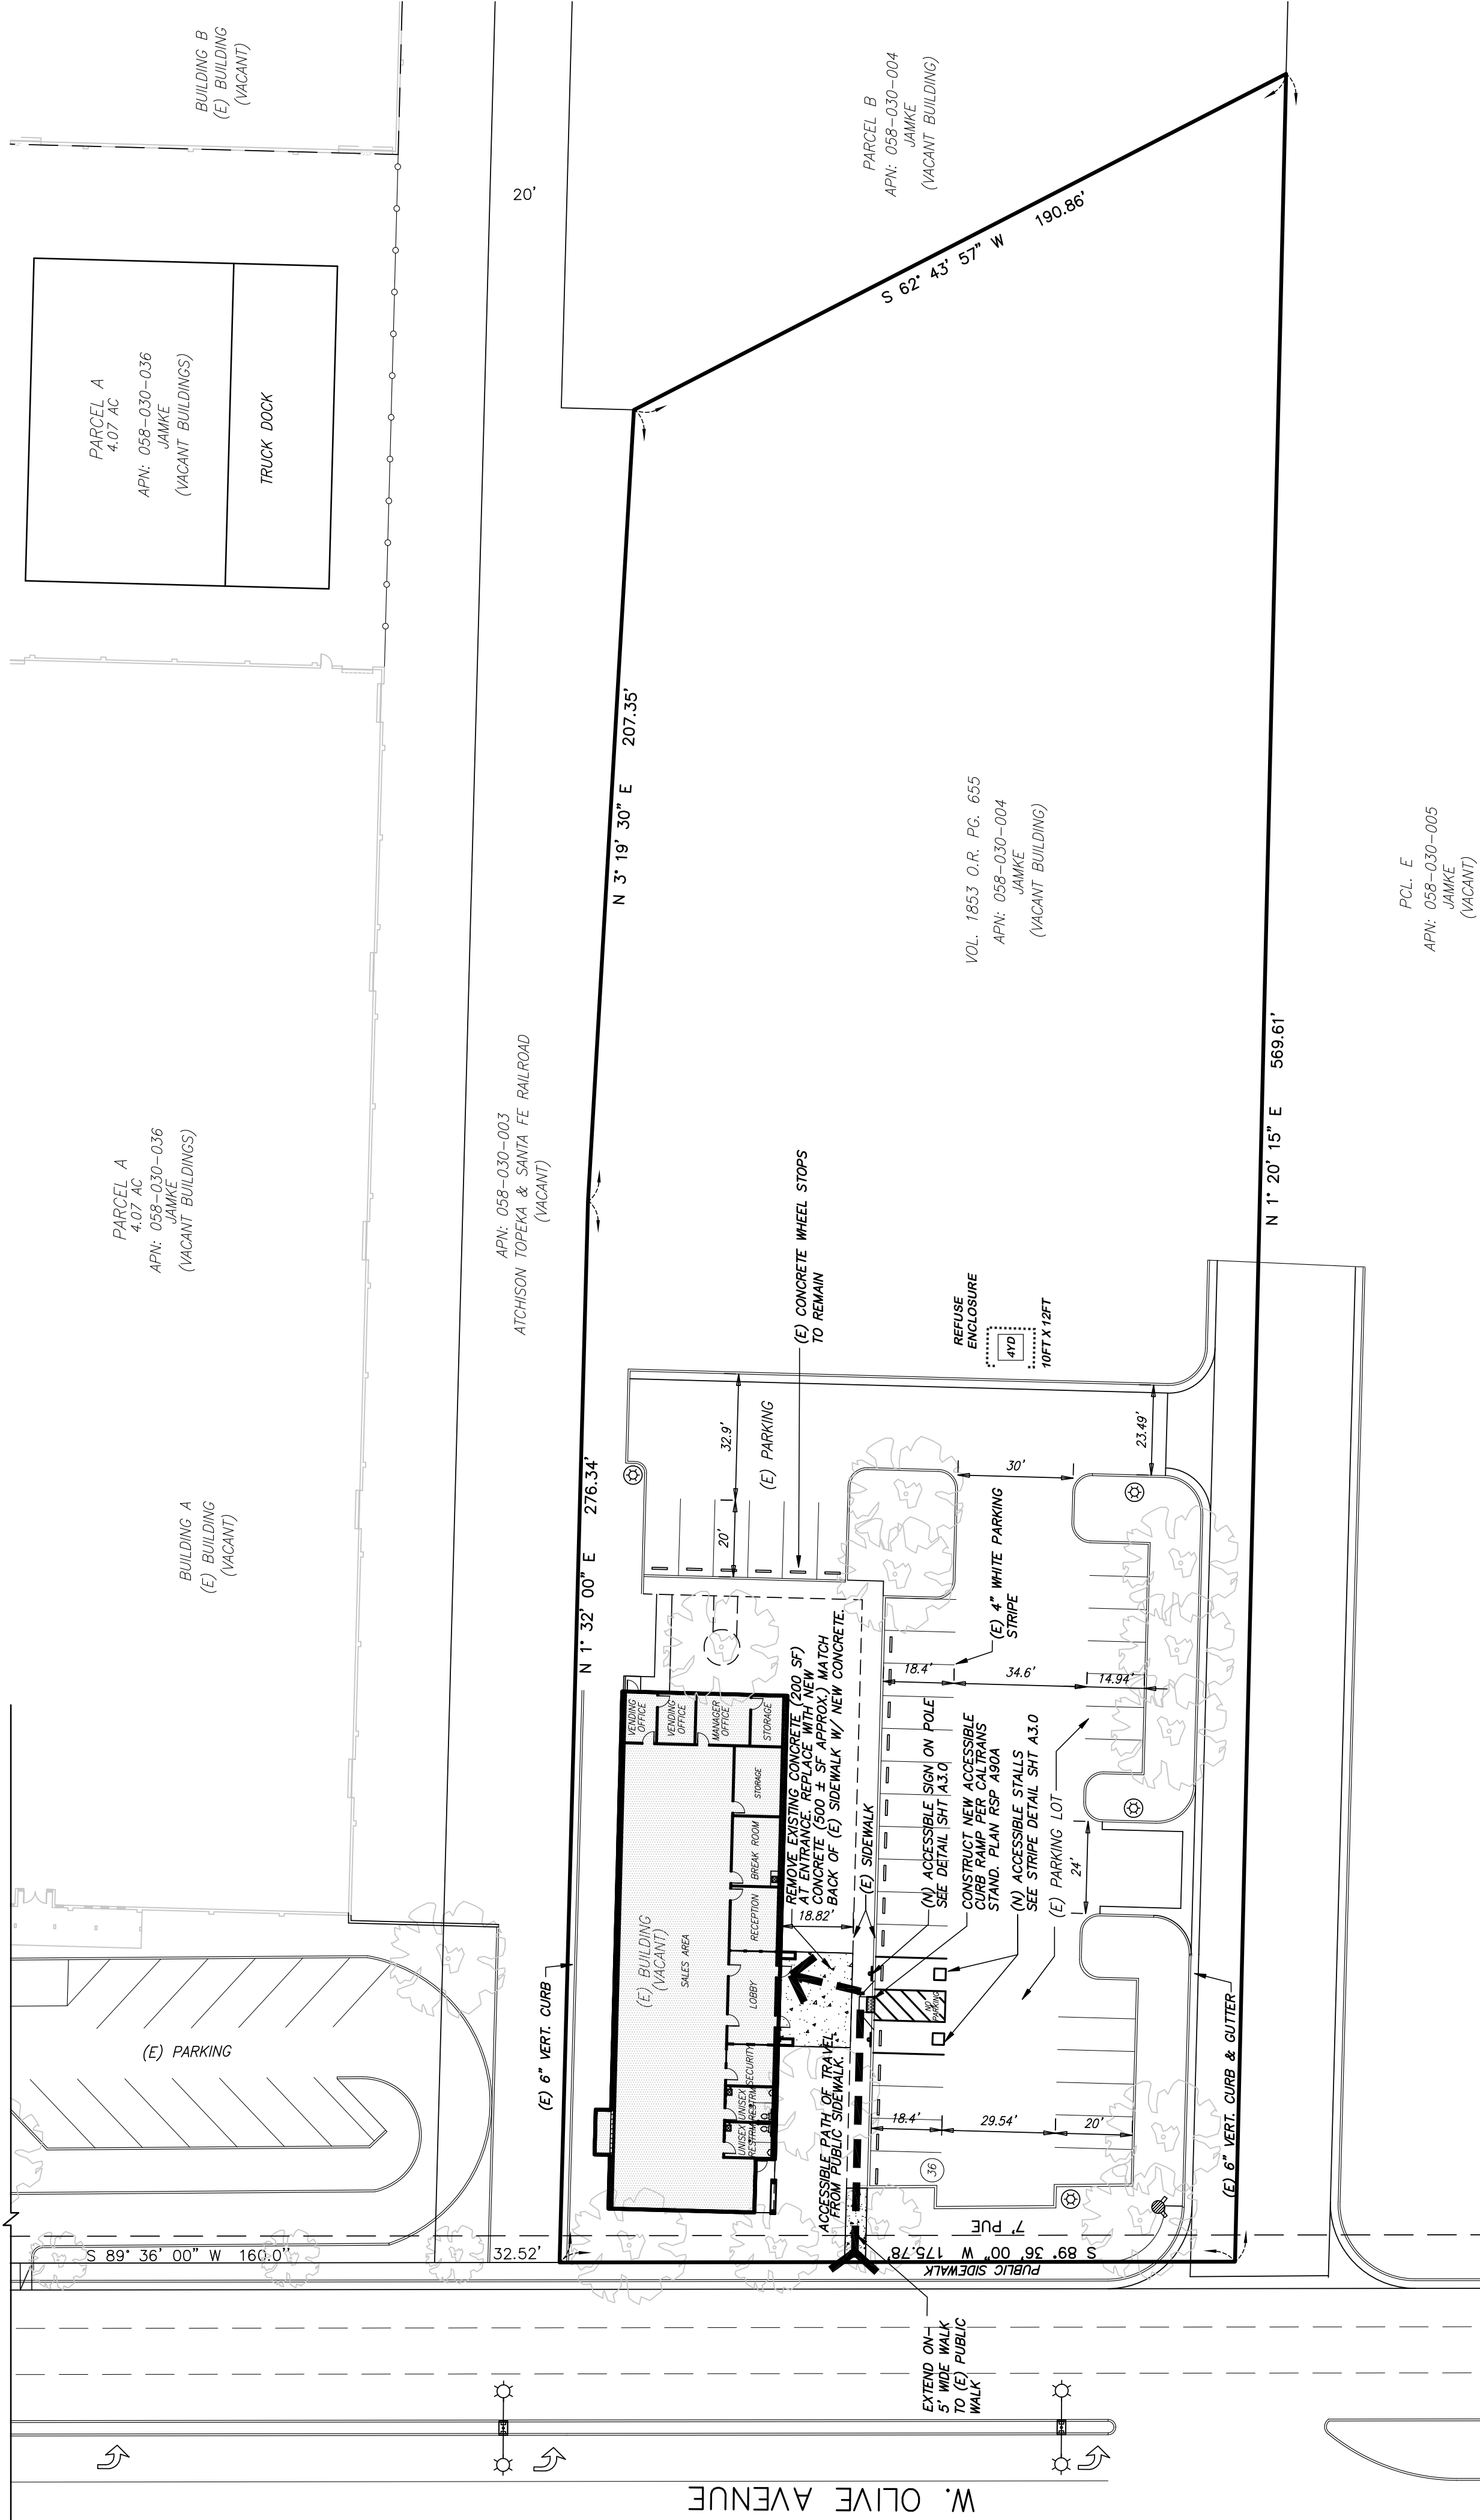 BUILDING B
(E) BUILDING
(VACANT)
PARCEL A
4.07 AC
APN: 058-030-036
JAMKE
(VACANT BUILDINGS)
TRUCK DOCK
20'
PARCEL B
APN: 058-030-004
JAMKE
(VACANT BUILDING)
S 62° 43' 57" W 190.86'
N 3° 19' 30" E 207.35'
VOL. 1853 O.R. PG. 655
APN: 058-030-004
JAMKE
(VACANT BUILDING)
PCL. E
APN: 058-030-005
JAMKE
(VACANT)
N 1° 20' 15" E 569.61'
PARCEL A
4.07 AC
APN: 058-030-036
JAMKE
(VACANT BUILDINGS)
APN: 058-030-003
ATCHISON TOPEKA & SANTA FE RAILROAD
(VACANT)
BUILDING A
(E) BUILDING
(VACANT)
N 1° 32' 00" E 276.34'
(E) CONCRETE WHEEL STOPS
TO REMAIN
REFUSE
ENCLOSURE
4YD
10FT X 12FT
32.9'
(E) PARKING
20'
30'
23.49'
(E) 4" WHITE PARKING
STRIPE
18.4'
34.6'
14.94'
VENDING
OFFICE
VENDING
OFFICE
MANAGER
OFFICE
STORAGE
STORAGE
BREAK ROOM
RECEPTION
LOBBY
SECURITY
UNISEX
RESTRM
UNISEX
RESTRM
(E) BUILDING
(VACANT)
SALES AREA
REMOVE EXISTING CONCRETE (200 SF)
AT ENTRANCE. REPLACE WITH NEW
CONCRETE (500 ± SF APPROX.) MATCH
BACK OF (E) SIDEWALK W/ NEW CONCRETE.
18.82'
(E) SIDEWALK
(N) ACCESSIBLE SIGN ON POLE
SEE DETAIL SHT A3.0
CONSTRUCT NEW ACCESSIBLE
CURB RAMP PER CALTRANS
STAND. PLAN RSP A90A
(N) ACCESSIBLE STALLS
SEE STRIPE DETAIL SHT A3.0
(E) PARKING LOT
24'
NO
PARKING
ACCESSIBLE PATH OF TRAVEL
FROM PUBLIC SIDEWALK.
18.4'
29.54'
20'
36
(E) 6" VERT. CURB
(E) 6" VERT. CURB & GUTTER
(E) PARKING
7' PUE
S 89° 36' 00" W 160.0'
32.52'
S 89° 36' 00" W 175.78'
PUBLIC SIDEWALK
EXTEND ON-
5' WIDE WALK
TO (E) PUBLIC
WALK
W. OLIVE AVENUE